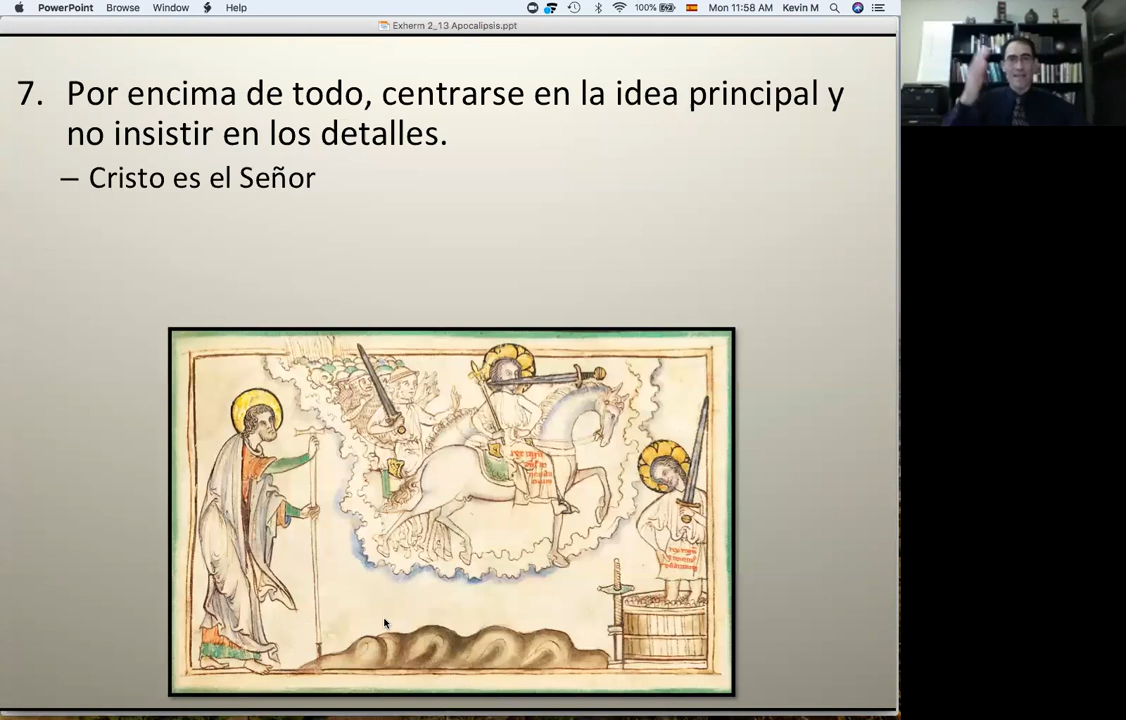 PowerPoint Browse Window Help 100% Mon 11:58 AM Kevin M
Exherm 2_13 Apocalipsis.ppt
7. Por encima de todo, centrarse en la idea principal y
no insistir en los detalles.
– Cristo es el Señor